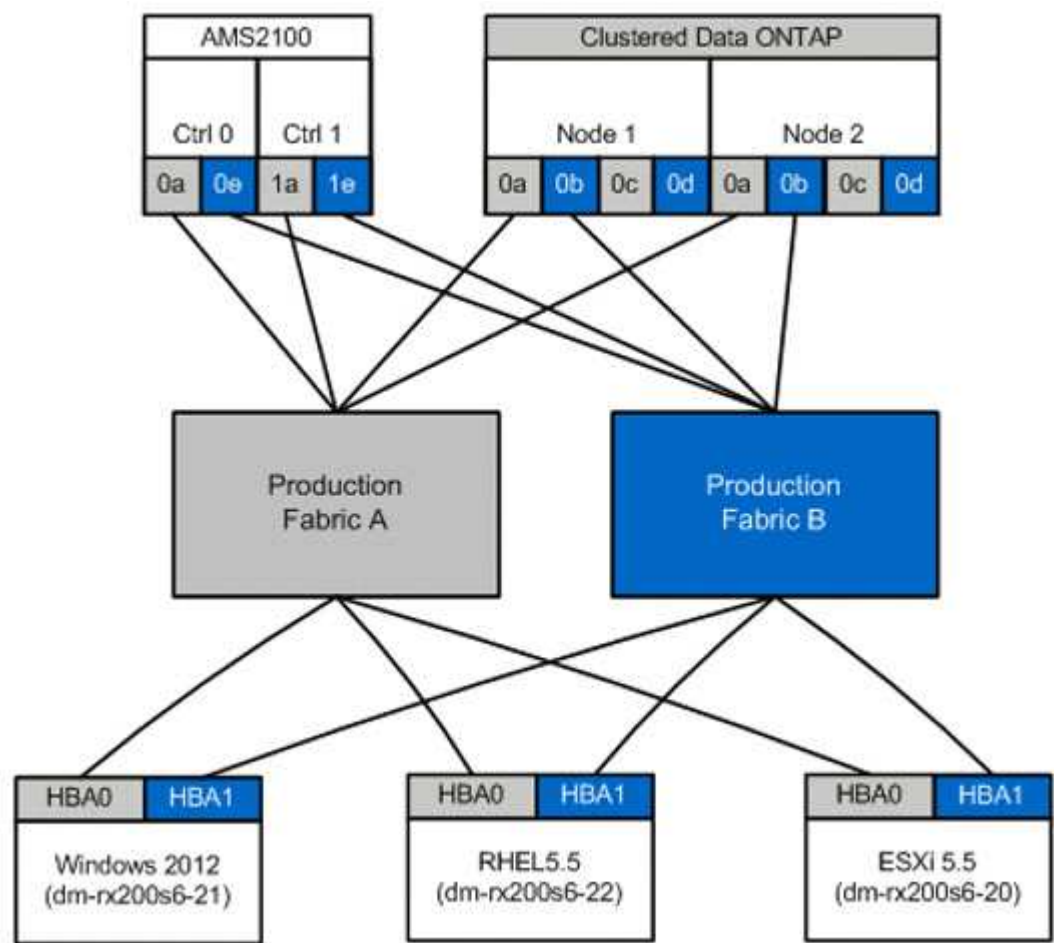 AMS2100
Clustered Data ONTAP
Ctrl 0
Ctrl 1
Node 1
Node 2
0a
0e
1a
1e
0a
0b
0c
0d
0a
0b
0c
0d
Production
Fabric A
Production
Fabric B
HBA0
HBA1
HBA0
HBA1
HBA0
HBA1
Windows 2012
(dm-rx200s6-21)
RHEL5.5
(dm-rx200s6-22)
ESXi 5.5
(dm-rx200s6-20)